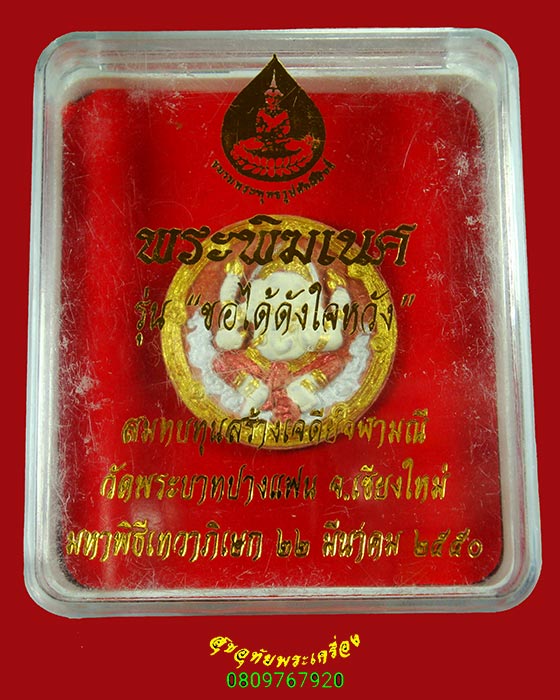 พระพิฆเนศ
รุ่น "ขอได้ดังใจหวัง"
สมทบทุนสร้างเจดีย์จุฬามณี
วัดพระบาทปางแฟน จ.เชียงใหม่
มหาพิธีเทวาภิเษก ๒๒ มีนาคม ๒๕๕๐
สุขอุทัยพระเครื่อง
0809767920